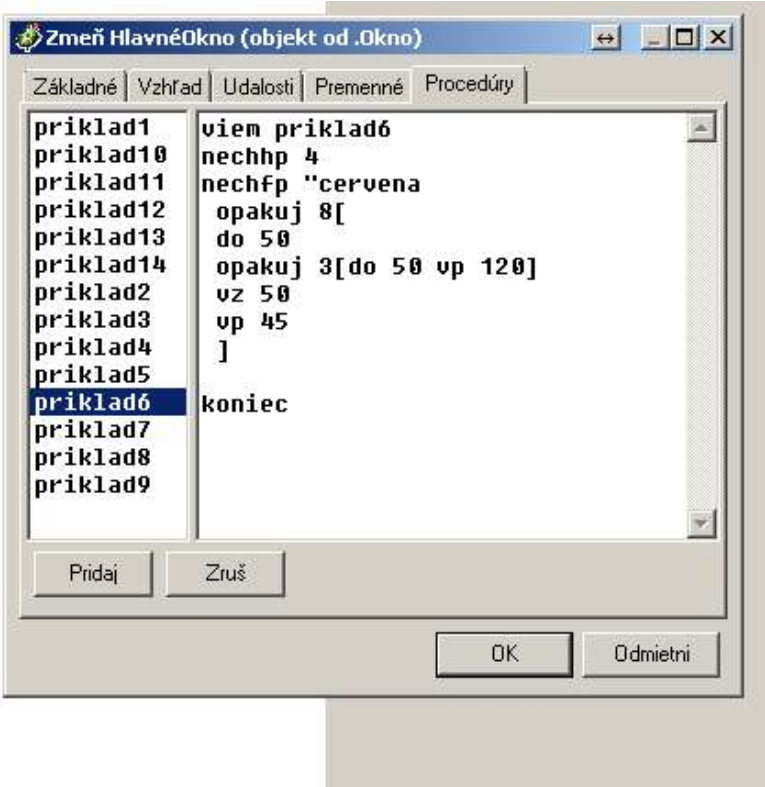 Zmeň HlavnéOkno (objekt od .Okno)
Základné Vzhľad Udalosti Premenné Procedúry
priklad1
priklad10
priklad11
priklad12
priklad13
priklad14
priklad2
priklad3
priklad4
priklad5
priklad6
priklad7
priklad8
priklad9
viem priklad6
nechhp 4
nechfp "cervena
opakuj 8[
do 50
opakuj 3[do 50 vp 120]
vz 50
vp 45
]
koniec
Pridaj Zruš
OK Odmietni